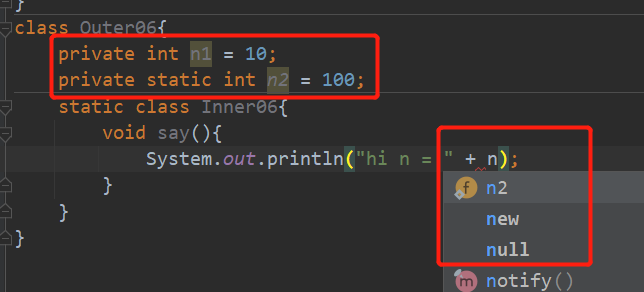 }
class Outer06{
private int n1 = 10;
private static int n2 = 100;
static class Inner06{
void say(){
System.out.println("hi n = " + n);
}
}
}
f n2
new
null
m notify()